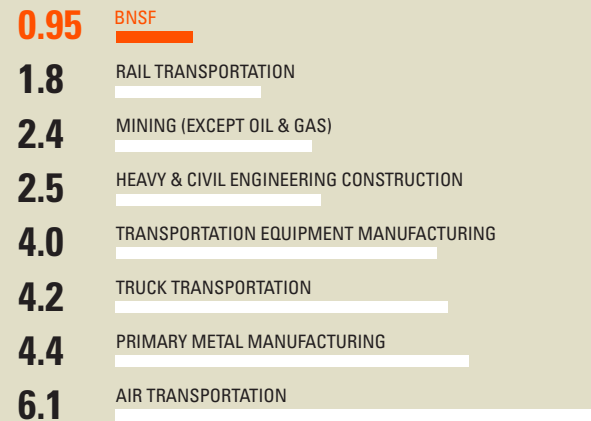 0.95 BNSF
1.8 RAIL TRANSPORTATION
2.4 MINING (EXCEPT OIL & GAS)
2.5 HEAVY & CIVIL ENGINEERING CONSTRUCTION
4.0 TRANSPORTATION EQUIPMENT MANUFACTURING
4.2 TRUCK TRANSPORTATION
4.4 PRIMARY METAL MANUFACTURING
6.1 AIR TRANSPORTATION